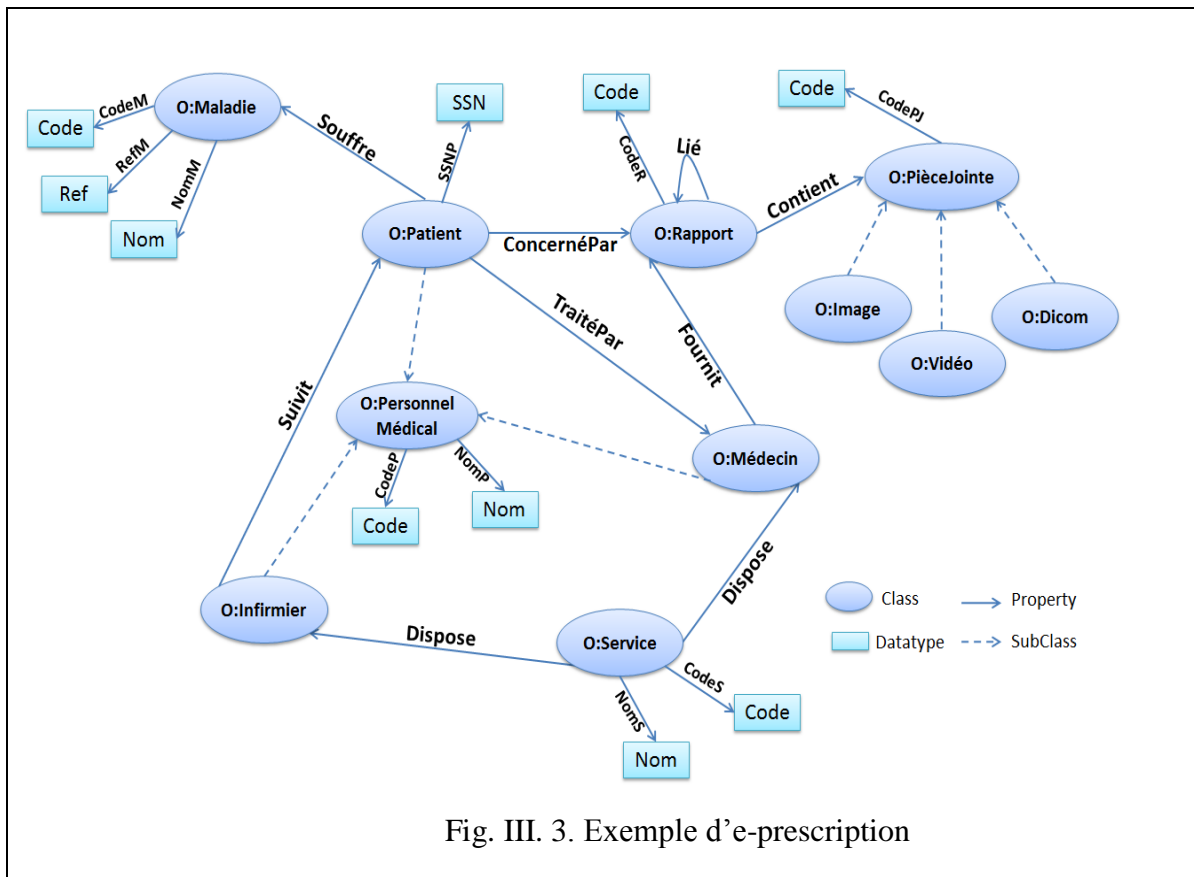 O:Maladie
CodeM
Code
RefM
Ref
NomM
Nom
Souffre
SSN
SSNP
O:Patient
ConcernéPar
Code
CodeR
Lié
O:Rapport
Contient
Code
CodePJ
O:PièceJointe
O:Image
O:Vidéo
O:Dicom
TraitéPar
Fournit
Suivit
O:Personnel
Médical
CodeP
NomP
Code
Nom
O:Médecin
O:Infirmier
Dispose
O:Service
Dispose
CodeS
Code
NomS
Nom
Class
Property
Datatype
SubClass
Fig. III. 3. Exemple d’e-prescription